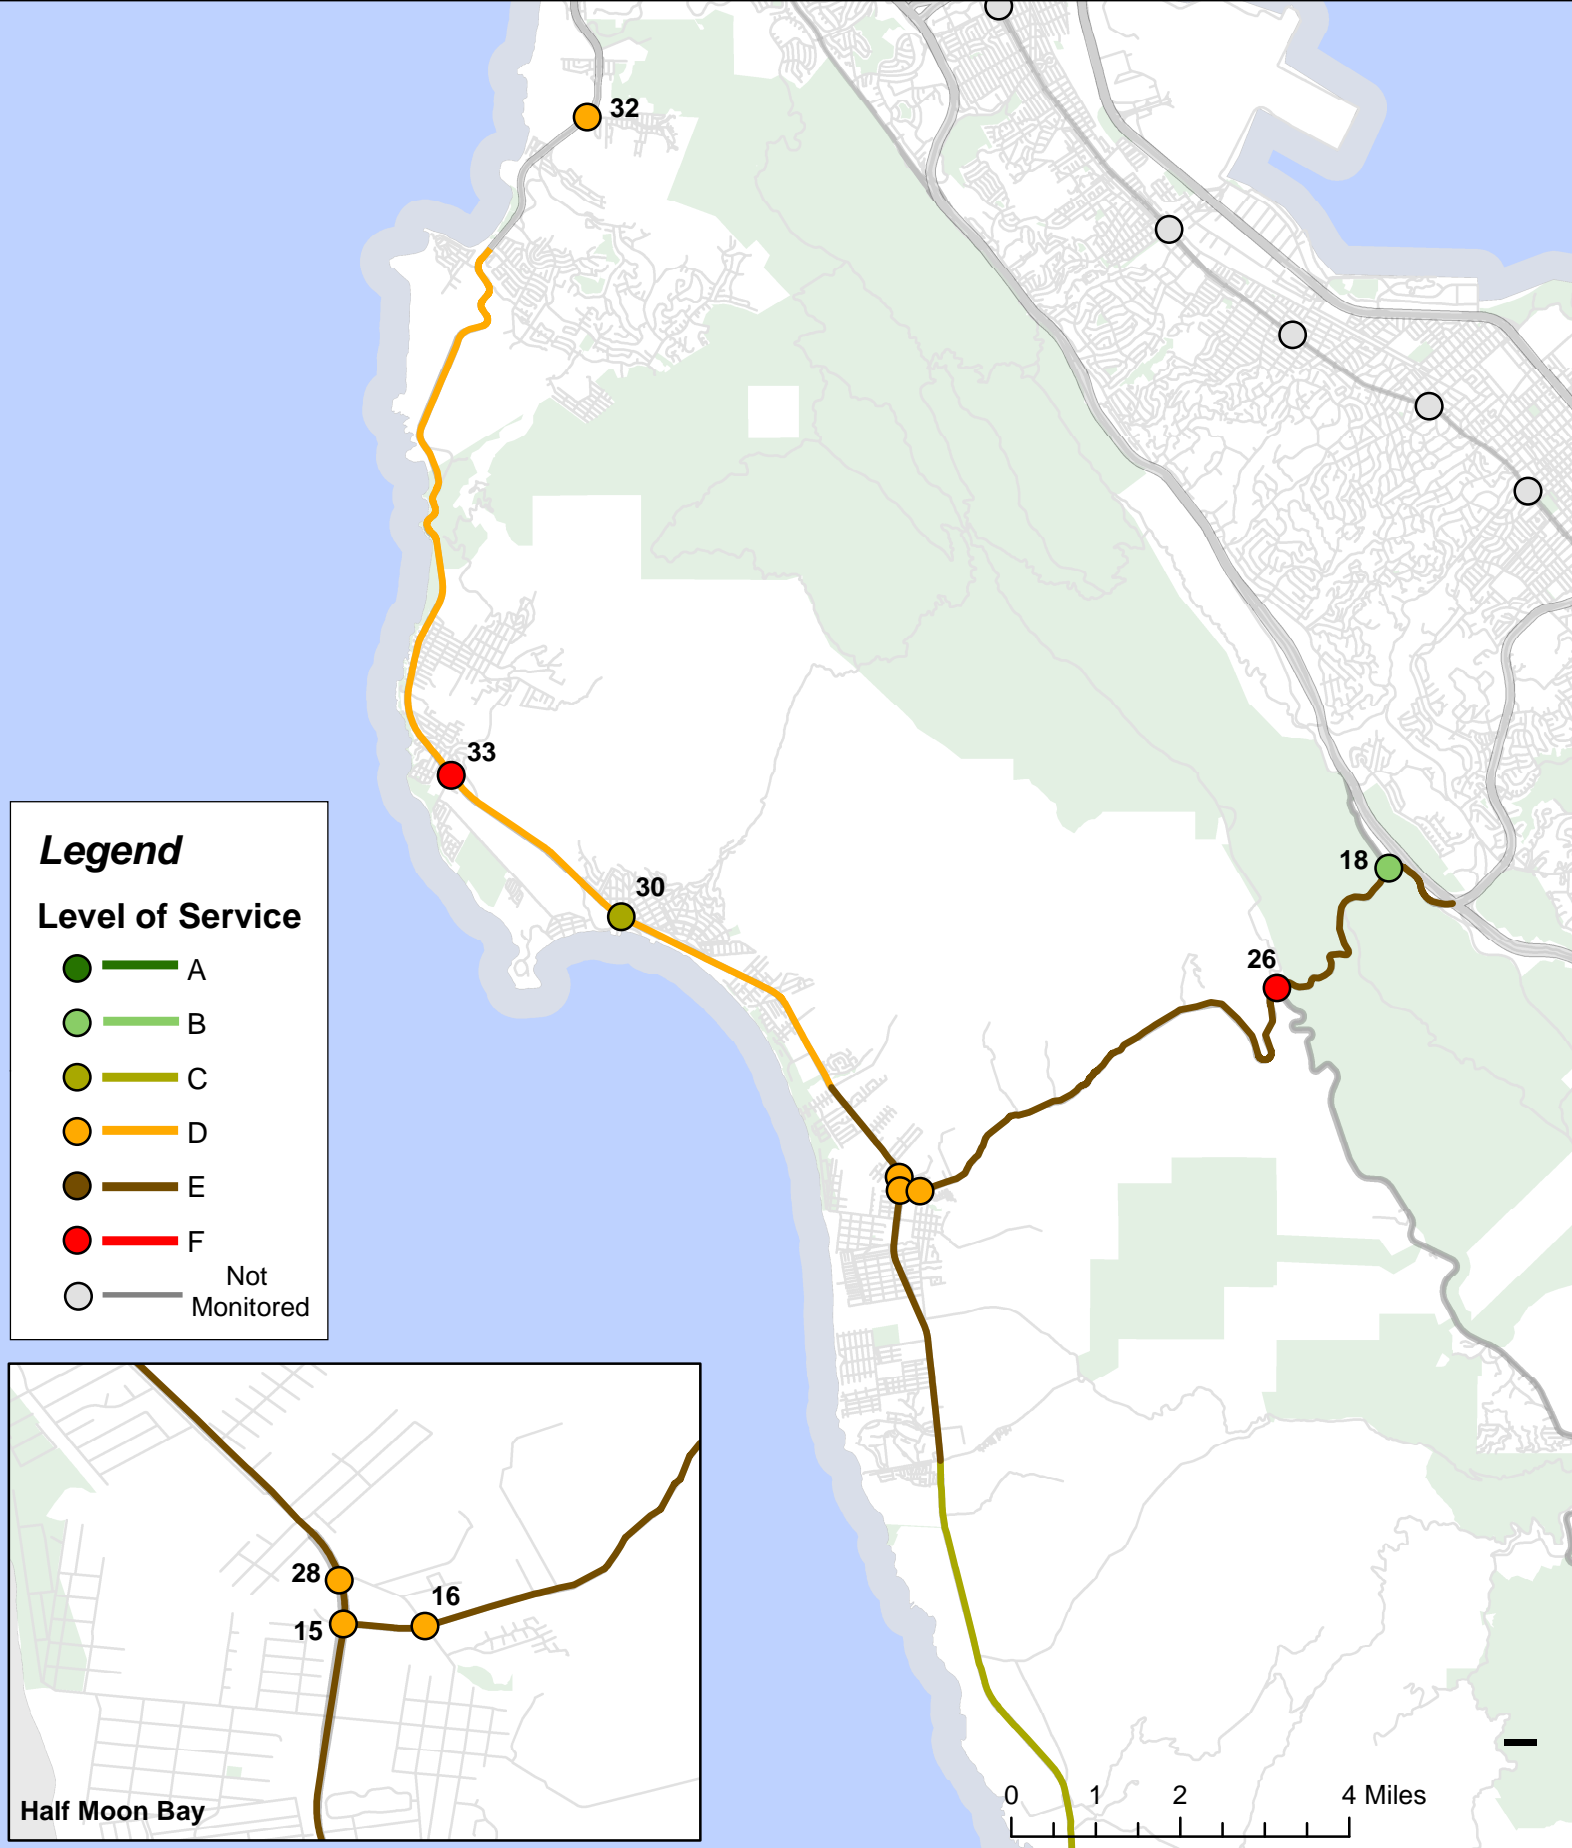 32
33
30
18
26
Legend
Level of Service
A
B
C
D
E
F
Not
Monitored
28
16
15
Half Moon Bay
0 1 2 4 Miles